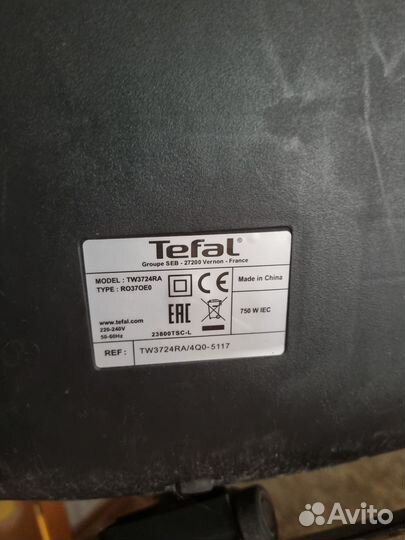 Tefal
Groupe SEB - 27200 Vernon - France
MODEL : TW3724RA
TYPE : RO37OE0
Made in China
www.tefal.com
220-240V
50-60Hz
EAC
CE
23600TSC-L
750 W IEC
REF : TW3724RA/4Q0-5117
Avito